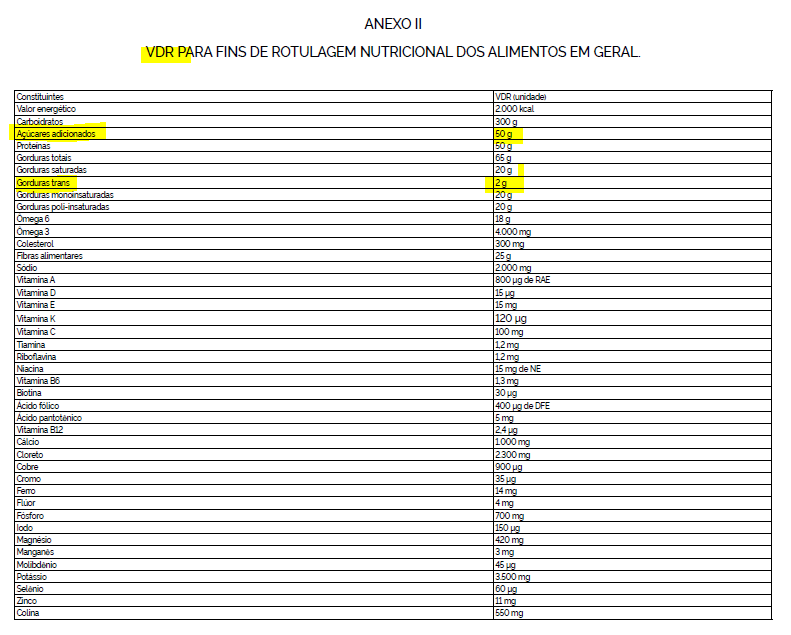 ANEXO II
VDR PARA FINS DE ROTULAGEM NUTRICIONAL DOS ALIMENTOS EM GERAL.
Constituintes VDR (unidade)
Valor energético 2.000 kcal
Carboidratos 300 g
Açúcares adicionados 50 g
Proteínas 50 g
Gorduras totais 65 g
Gorduras saturadas 20 g
Gorduras trans 2 g
Gorduras monoinsaturadas 20 g
Gorduras poli-insaturadas 20 g
Ômega 6 18 g
Ômega 3 4.000 mg
Colesterol 300 mg
Fibras alimentares 25 g
Sódio 2.000 mg
Vitamina A 800 µg de RAE
Vitamina D 15 µg
Vitamina E 15 mg
Vitamina K 120 µg
Vitamina C 100 mg
Tiamina 1,2 mg
Riboflavina 1,2 mg
Niacina 15 mg de NE
Vitamina B6 1,3 mg
Biotina 30 µg
Ácido fólico 400 µg de DFE
Ácido pantotênico 5 mg
Vitamina B12 2,4 µg
Cálcio 1.000 mg
Cloreto 2.300 mg
Cobre 900 µg
Cromo 35 µg
Ferro 14 mg
Flúor 4 mg
Fósforo 700 mg
Iodo 150 µg
Magnésio 420 mg
Manganês 3 mg
Molibdênio 45 µg
Potássio 3.500 mg
Selênio 60 µg
Zinco 11 mg
Colina 550 mg